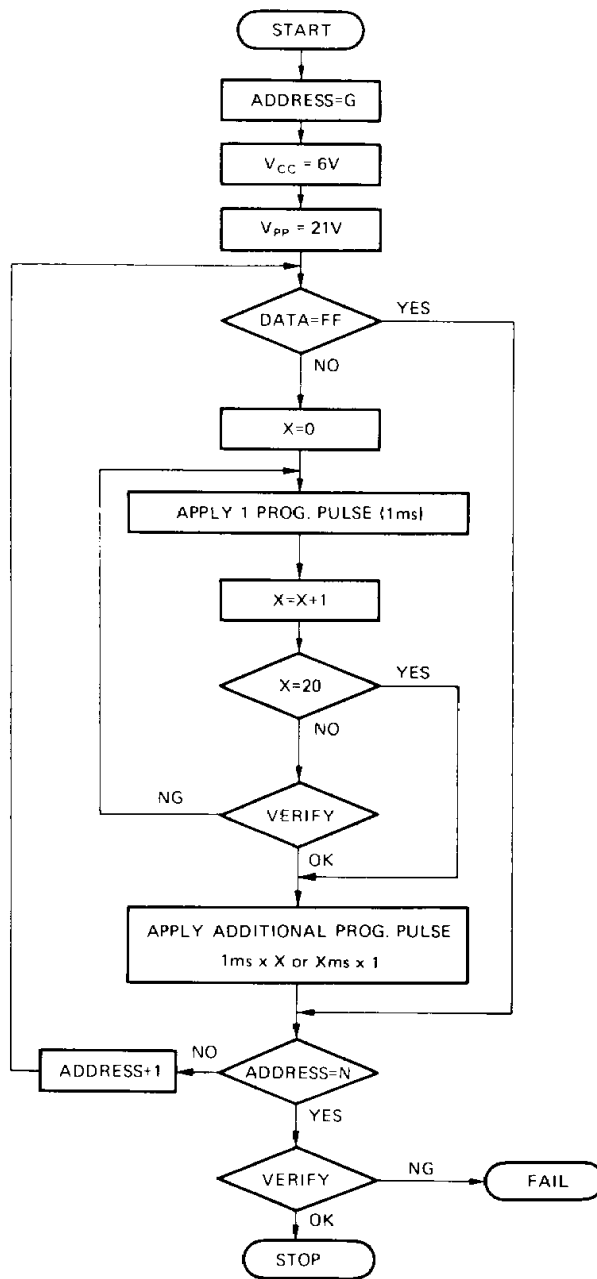 START
ADDRESS=G
VCC = 6V
VPP = 21V
DATA=FF
YES
NO
X=0
APPLY 1 PROG. PULSE (1ms)
X=X+1
X=20
YES
NO
VERIFY
NG
OK
APPLY ADDITIONAL PROG. PULSE
1ms x X or Xms x 1
ADDRESS=N
NO
ADDRESS+1
YES
VERIFY
NG
FAIL
OK
STOP